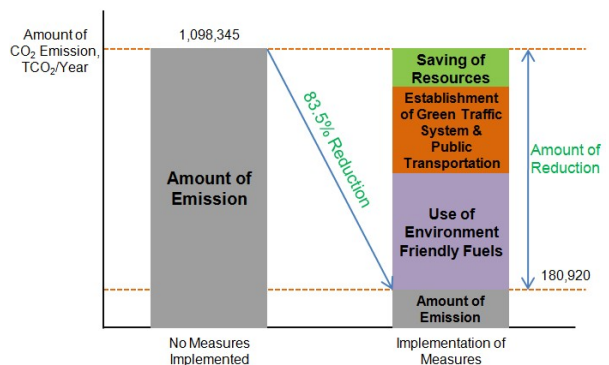 Amount of
CO2 Emission,
TCO2/Year
1,098,345
Amount of
Emission
83.5% Reduction
Saving of
Resources
Establishment
of Green Traffic
System &
Public
Transportation
Use of
Environment
Friendly Fuels
Amount of
Reduction
180,920
Amount of
Emission
No Measures
Implemented
Implementation of
Measures